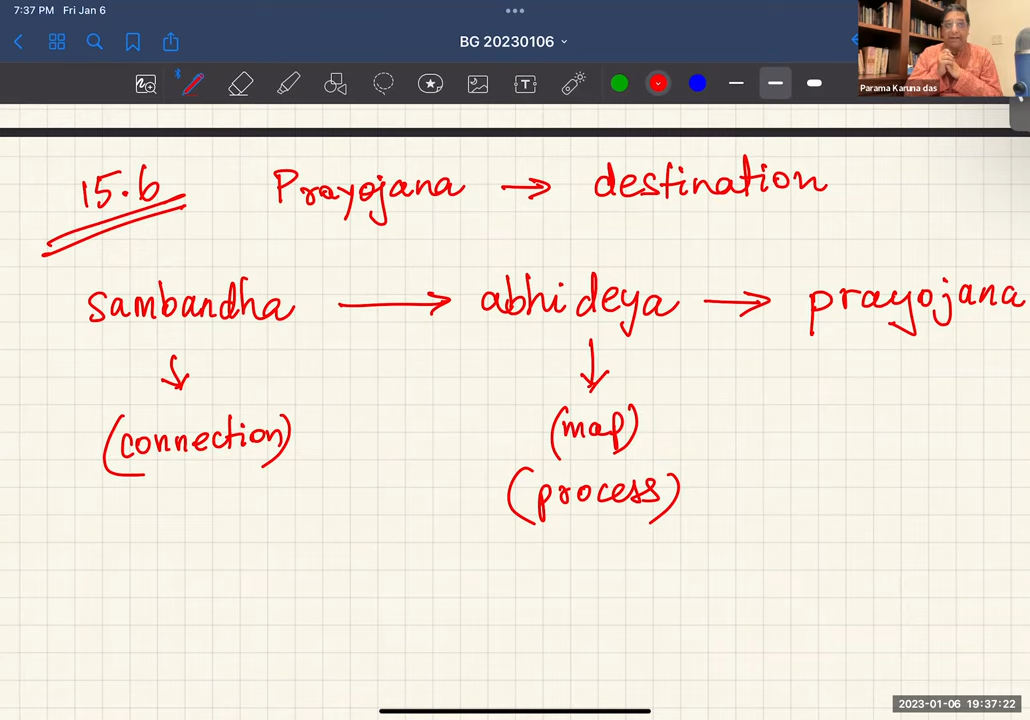 7:37 PM Fri Jan 6
BG 20230106
Parama Karuna das
15.6 Prayojana → destination
sambandha → abhideya → prayojana
(connection) (map)
(process)
2023-01-06 19:37:22